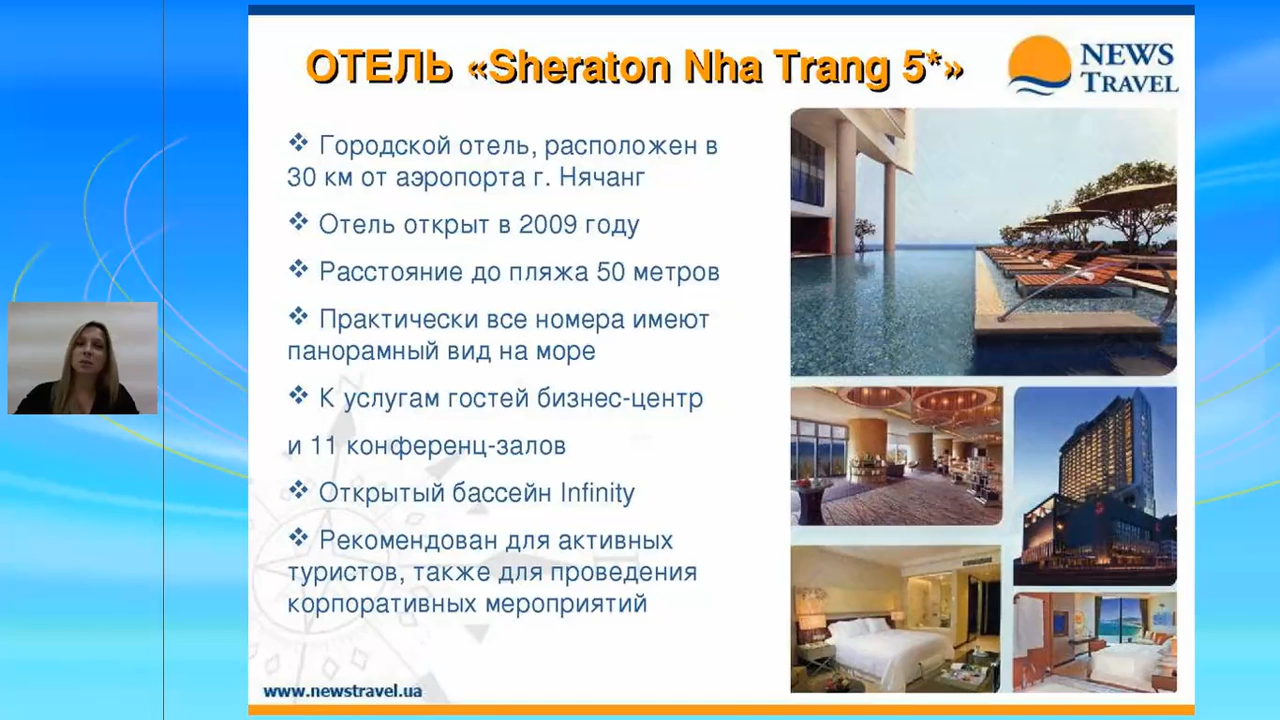 ОТЕЛЬ «Sheraton Nha Trang 5*»
NEWS
TRAVEL
Городской отель, расположен в
30 км от аэропорта г. Нячанг
Отель открыт в 2009 году
Расстояние до пляжа 50 метров
Практически все номера имеют
панорамный вид на море
К услугам гостей бизнес-центр
и 11 конференц-залов
Открытый бассейн Infinity
Рекомендован для активных
туристов, также для проведения
корпоративных мероприятий
www.newstravel.ua